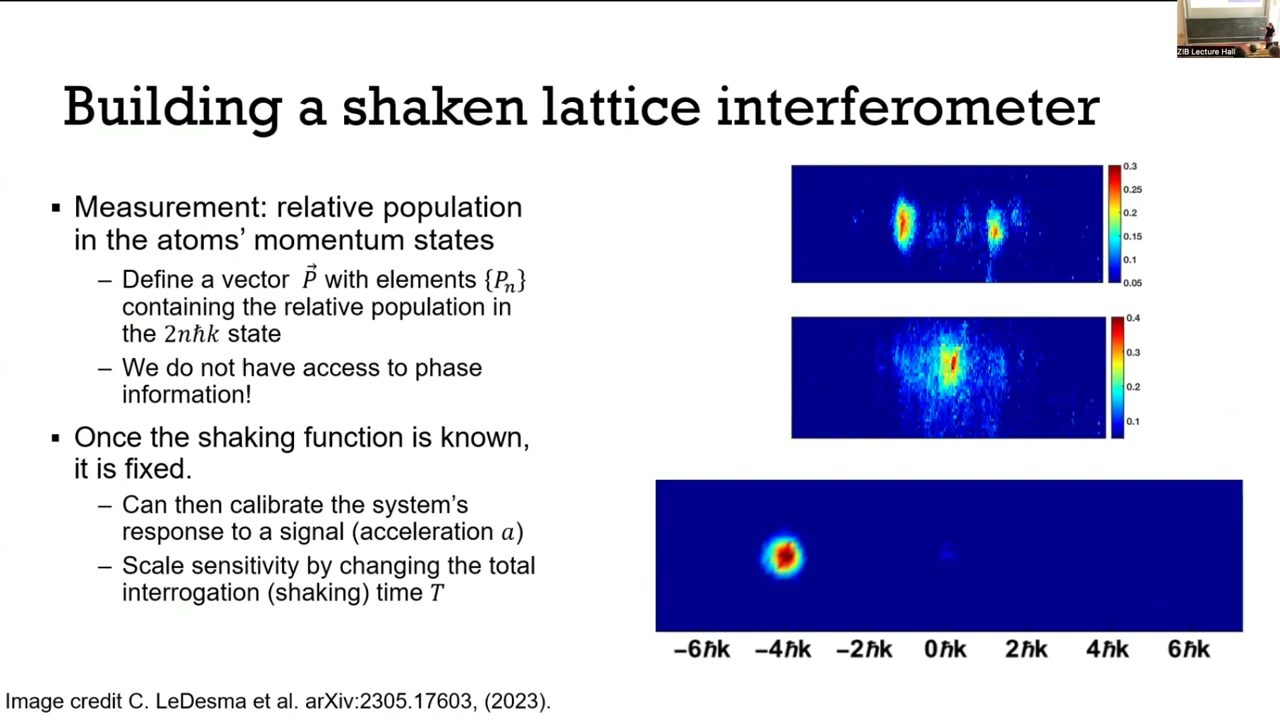 ZIB Lecture Hall
Building a shaken lattice interferometer
▪ Measurement: relative population
in the atoms’ momentum states
– Define a vector $\vec{P}$ with elements {Pₙ}
containing the relative population in
the 2nℏk state
– We do not have access to phase
information!
▪ Once the shaking function is known,
it is fixed.
– Can then calibrate the system’s
response to a signal (acceleration a)
– Scale sensitivity by changing the total
interrogation (shaking) time T
0.3
0.25
0.2
0.15
0.1
0.05
0.4
0.3
0.2
0.1
−6ℏk −4ℏk −2ℏk 0ℏk 2ℏk 4ℏk 6ℏk
Image credit C. LeDesma et al. arXiv:2305.17603, (2023).